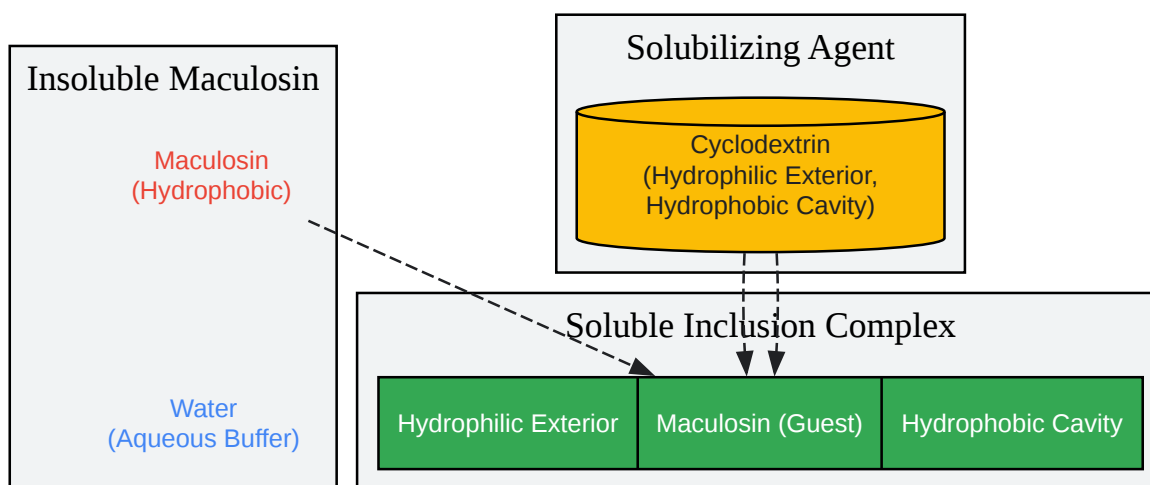 Insoluble Maculosin
Maculosin
(Hydrophobic)
Water
(Aqueous Buffer)
Solubilizing Agent
Cyclodextrin
(Hydrophilic Exterior,
Hydrophobic Cavity)
Soluble Inclusion Complex
Hydrophilic Exterior
Maculosin (Guest)
Hydrophobic Cavity